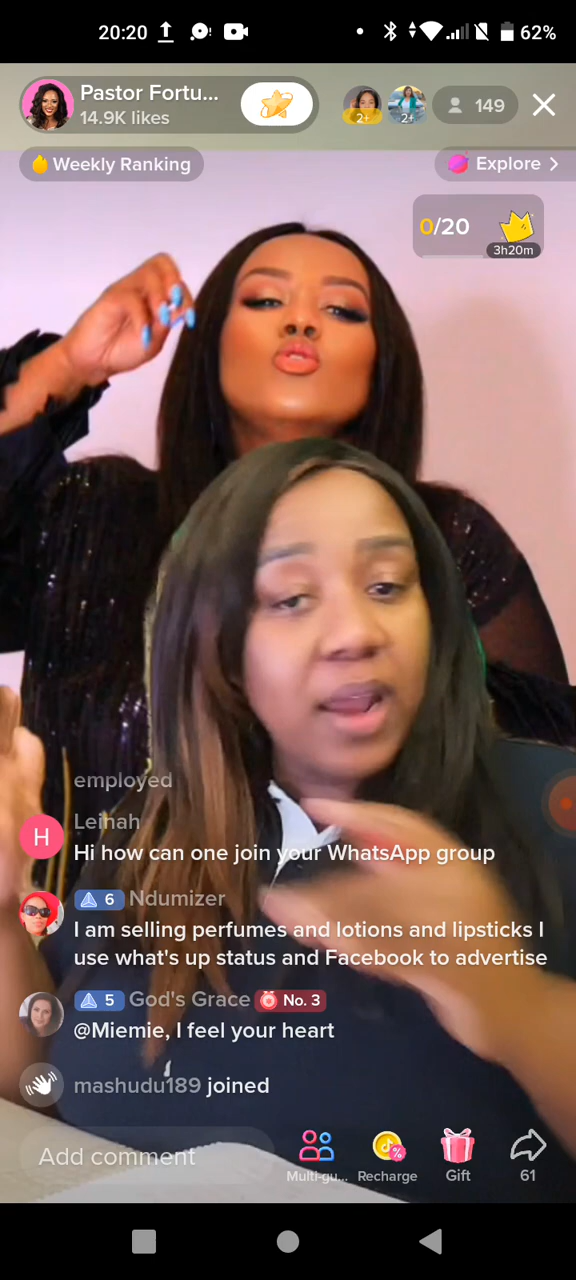 20:20
62%
Pastor Fortu...
14.9K likes
2+
2+
149
Weekly Ranking
Explore >
0/20
3h20m
employed
H
Leinah
Hi how can one join your WhatsApp group
6 Ndumizer
I am selling perfumes and lotions and lipsticks I
use what's up status and Facebook to advertise
5 God's Grace No. 3
@Miemie, I feel your heart
mashudu189 joined
Add comment
Multi-gu...
Recharge
Gift
61